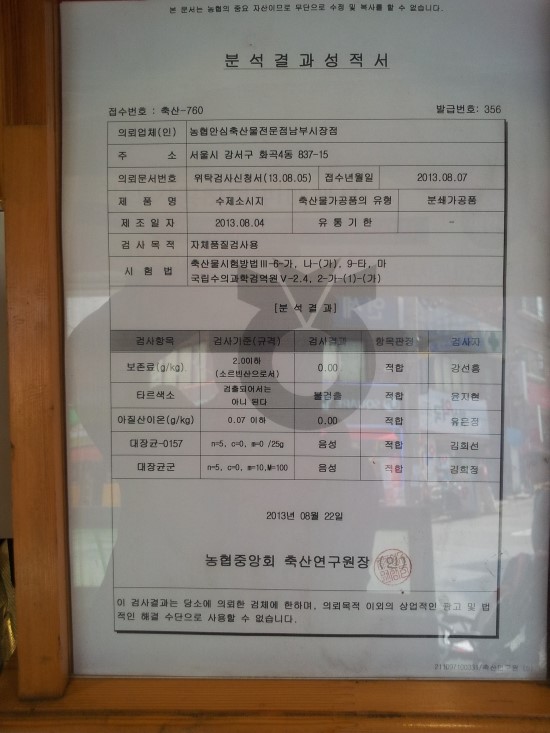 본 문서는 농협의 중요 자산이므로 무단으로 수정 및 복사를 할 수 없습니다.
분 석 결 과 성 적 서
접수번호 : 축산-760 발급번호: 356
의뢰업체(인) 농협안심축산물전문점남부시장점
주 소 서울시 강서구 화곡4동 837-15
의뢰문서번호 위탁검사신청서(13.08.05) 접수년월일 2013.08.07
제 품 명 수제소시지 축산물가공품의 유형 분쇄가공품
제 조 일 자 2013.08.04 유 통 기 한 -
검 사 목 적 자체품질검사용
시 험 법 축산물시험방법Ⅲ-6-가, 나-(가), 9-타, 마
국립수의과학검역원Ⅴ-2.4, 2-가-(1)-(가)
[분 석 결 과]
검사항목 검사기준(규격) 검사결과 항목판정 검사자
보존료(g/kg) 2.0이하 (소르빈산으로서) 0.00 적합 강선흥
타르색소 검출되어서는 아니 된다 불검출 적합 윤지현
아질산이온(g/kg) 0.07 이하 0.00 적합 유은정
대장균-0157 n=5, c=0, m=0 /25g 음성 적합 김희선
대장균군 n=5, c=0, m=10,M=100 음성 적합 김희정
2013년 08월 22일
농협중앙회 축산연구원장 (인)
이 검사결과는 당소에 의뢰한 검체에 한하며, 의뢰목적 이외의 상업적인 광고 및 법
적인 해결 수단으로 사용할 수 없습니다.